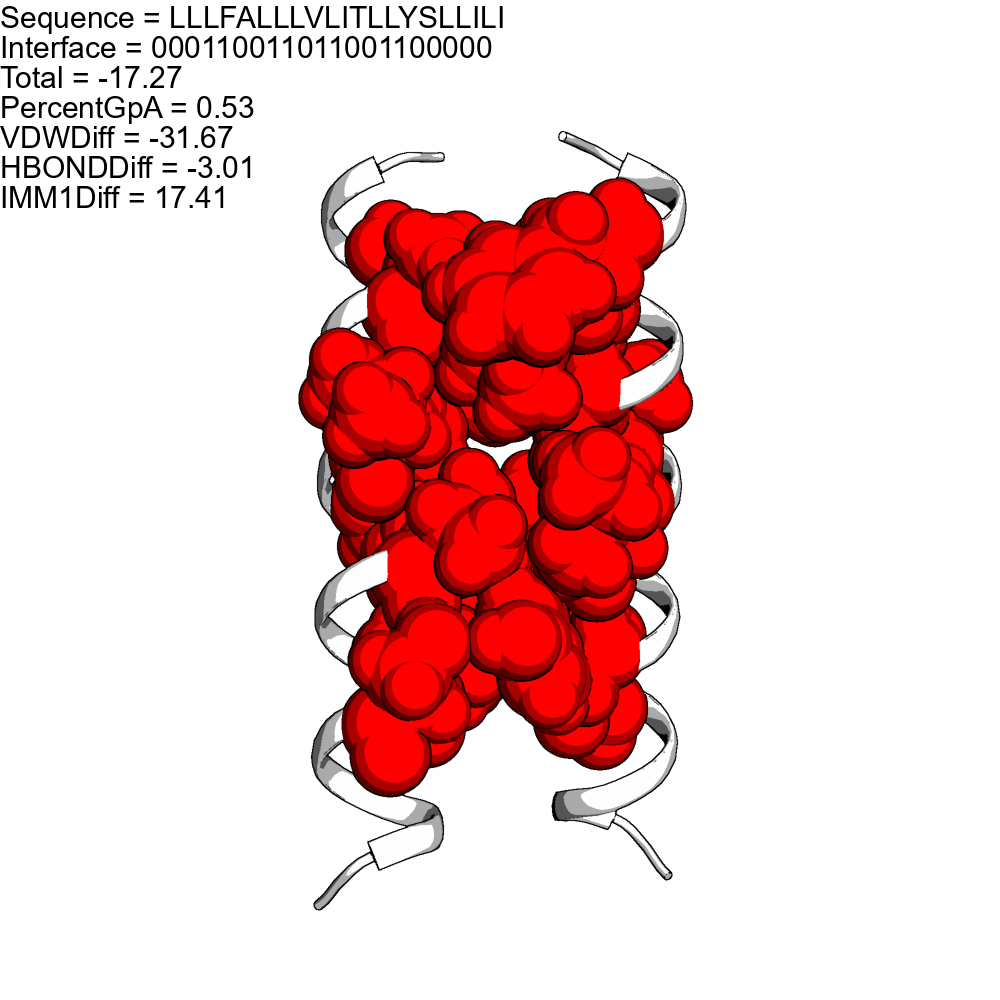 Sequence = LLLFALLLVLITLLYSLLILI
Interface = 000110011011001100000
Total = -17.27
PercentGpA = 0.53
VDWDiff = -31.67
HBONDDiff = -3.01
IMM1Diff = 17.41